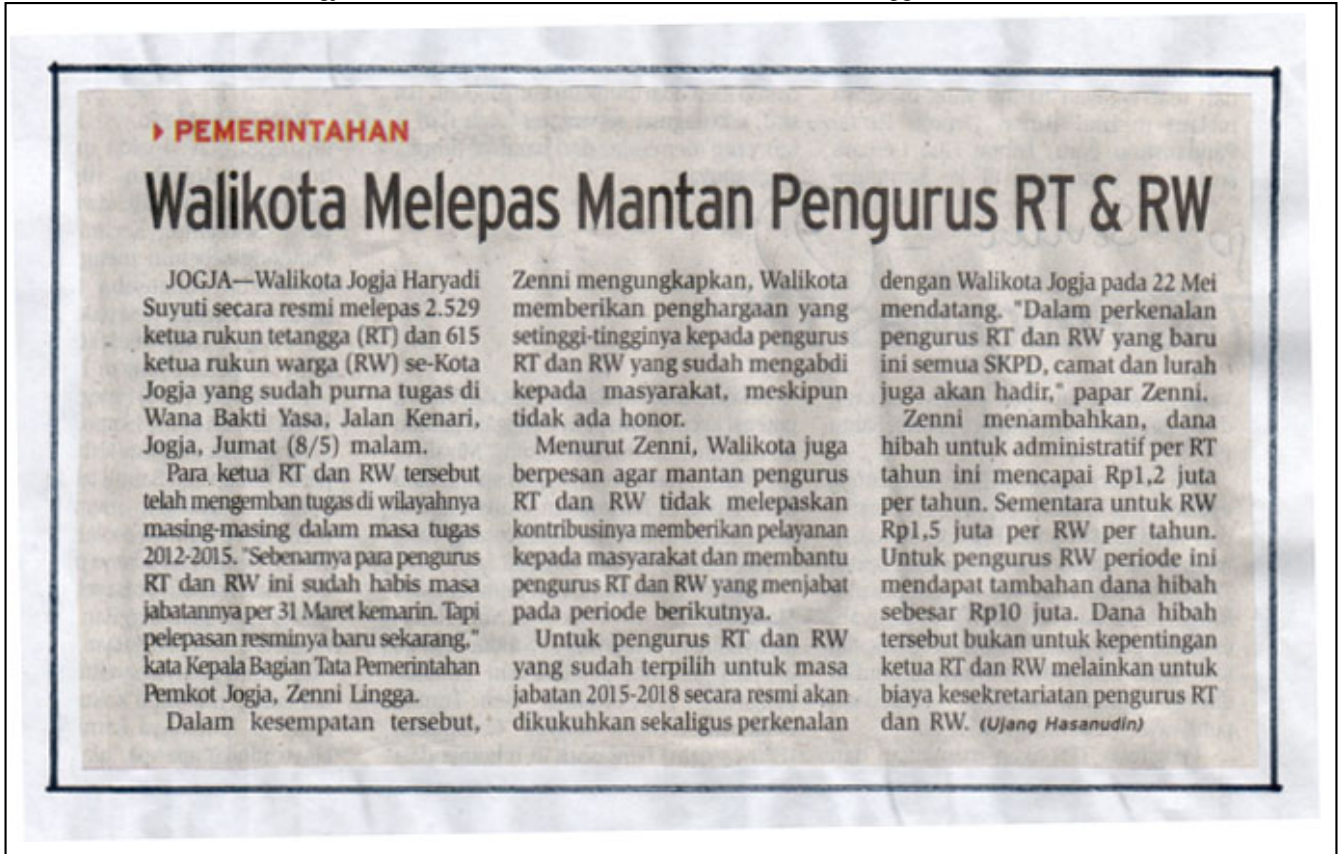 PEMERINTAHAN
Walikota Melepas Mantan Pengurus RT & RW
JOGJA—Walikota Jogja Haryadi
Suyuti secara resmi melepas 2.529
ketua rukun tetangga (RT) dan 615
ketua rukun warga (RW) se-Kota
Jogja yang sudah purna tugas di
Wana Bakti Yasa, Jalan Kenari,
Jogja, Jumat (8/5) malam.
Para ketua RT dan RW tersebut
telah mengemban tugas di wilayahnya
masing-masing dalam masa tugas
2012-2015. "Sebenarnya para pengurus
RT dan RW ini sudah habis masa
jabatannya per 31 Maret kemarin. Tapi
pelepasan resminya baru sekarang,"
kata Kepala Bagian Tata Pemerintahan
Pemkot Jogja, Zenni Lingga.
Dalam kesempatan tersebut,
Zenni mengungkapkan, Walikota
memberikan penghargaan yang
setinggi-tingginya kepada pengurus
RT dan RW yang sudah mengabdi
kepada masyarakat, meskipun
tidak ada honor.
Menurut Zenni, Walikota juga
berpesan agar mantan pengurus
RT dan RW tidak melepaskan
kontribusinya memberikan pelayanan
kepada masyarakat dan membantu
pengurus RT dan RW yang menjabat
pada periode berikutnya.
Untuk pengurus RT dan RW
yang sudah terpilih untuk masa
jabatan 2015-2018 secara resmi akan
dikukuhkan sekaligus perkenalan
dengan Walikota Jogja pada 22 Mei
mendatang. "Dalam perkenalan
pengurus RT dan RW yang baru
ini semua SKPD, camat dan lurah
juga akan hadir," papar Zenni.
Zenni menambahkan, dana
hibah untuk administratif per RT
tahun ini mencapai Rp1,2 juta
per tahun. Sementara untuk RW
Rp1,5 juta per RW per tahun.
Untuk pengurus RW periode ini
mendapat tambahan dana hibah
sebesar Rp10 juta. Dana hibah
tersebut bukan untuk kepentingan
ketua RT dan RW melainkan untuk
biaya kesekretariatan pengurus RT
dan RW. (Ujang Hasanudin)